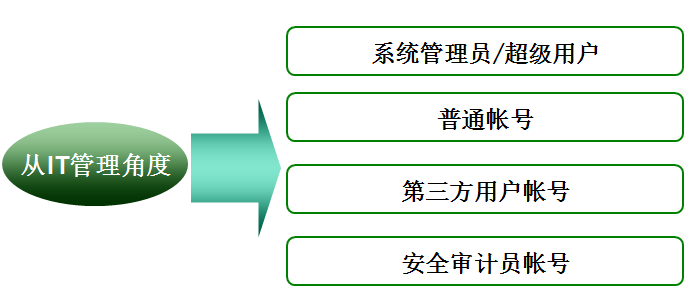 从IT管理角度
系统管理员/超级用户
普通帐号
第三方用户帐号
安全审计员帐号